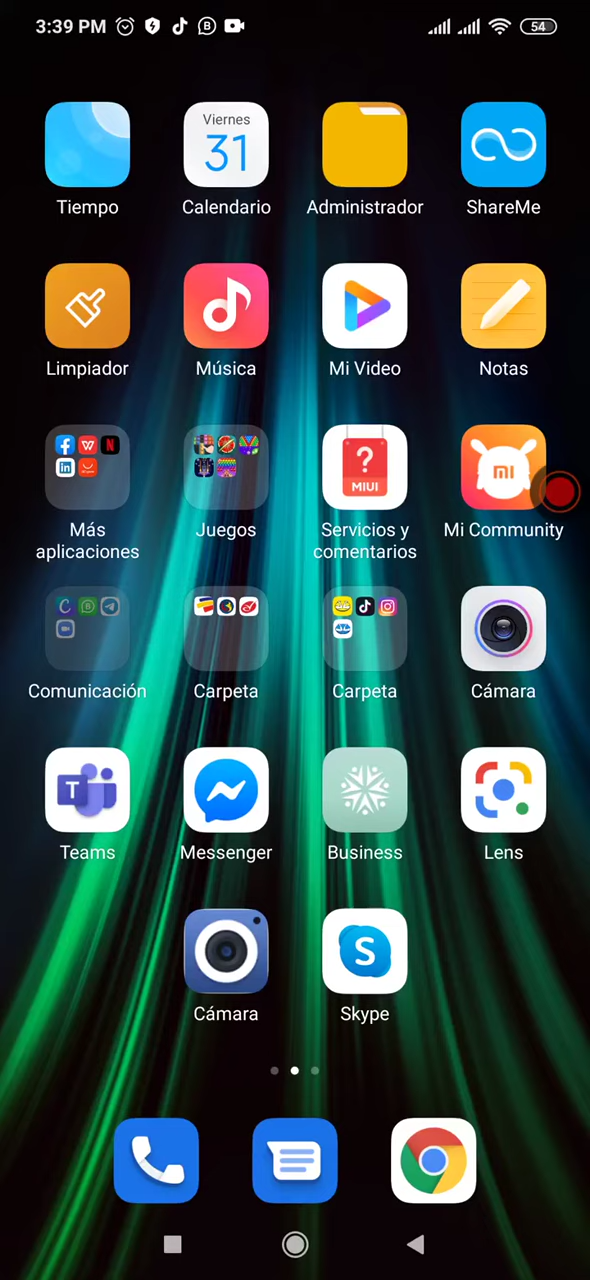 3:39 PM
54
Viernes
31
Tiempo
Calendario
Administrador
ShareMe
Limpiador
Música
Mi Video
Notas
?
MIUI
mi
Más
aplicaciones
Juegos
Servicios y
comentarios
Mi Community
Comunicación
Carpeta
Carpeta
Cámara
T
Teams
Messenger
Business
Lens
S
Cámara
Skype